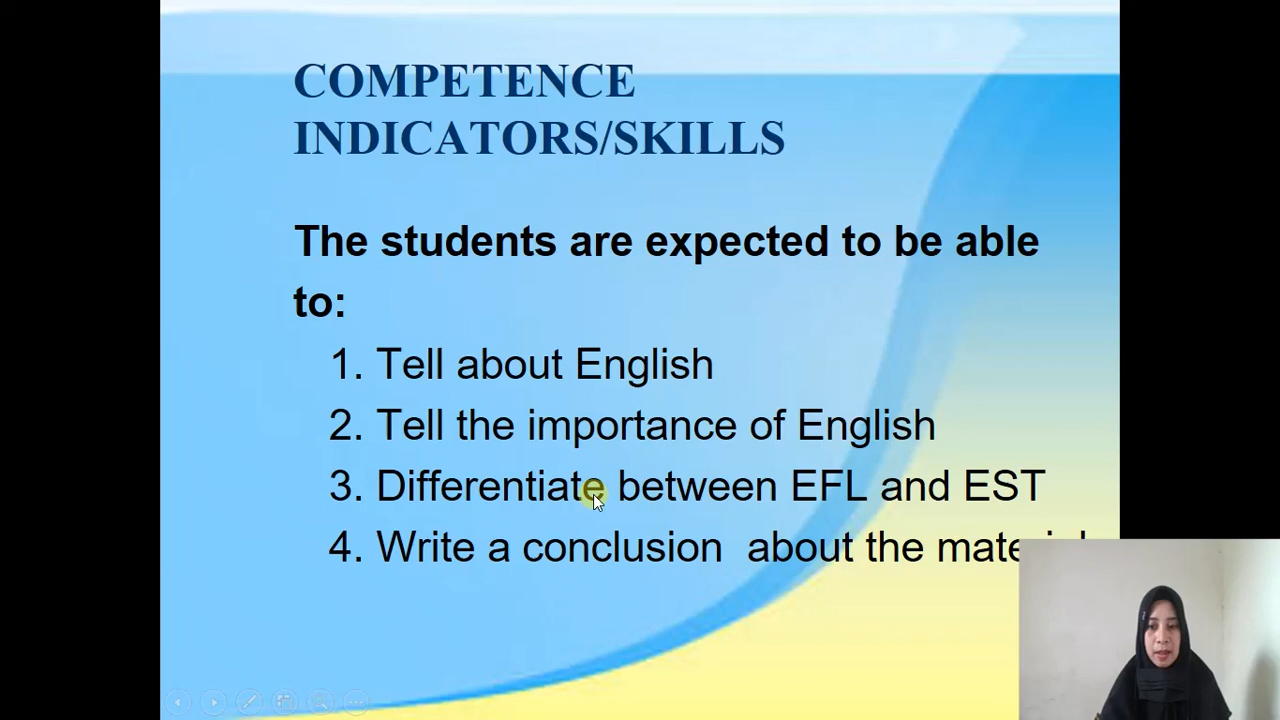 COMPETENCE
INDICATORS/SKILLS
The students are expected to be able
to:
1. Tell about English
2. Tell the importance of English
3. Differentiate between EFL and EST
4. Write a conclusion about the material